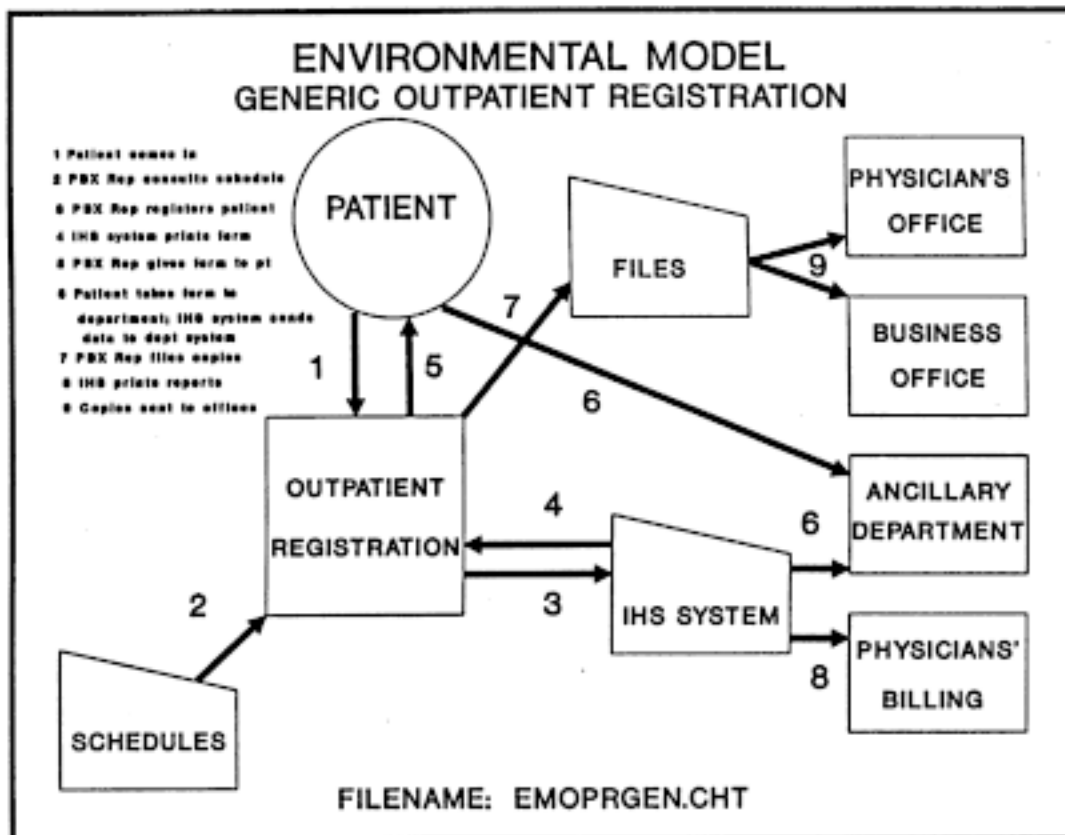 ENVIRONMENTAL MODEL
GENERIC OUTPATIENT REGISTRATION
1 Patient comes in
2 PBX Rep consults schedule
6 PBX Rep registers patient
4 IHS system prints form
5 PBX Rep gives form to pt
6 Patient takes form to
department; IHS system sends
data to dept system
7 PBX Rep files copies
8 IHS prints reports
9 Copies sent to offices
PATIENT
FILES
PHYSICIAN'S
OFFICE
9
BUSINESS
OFFICE
7
1
5
6
OUTPATIENT
REGISTRATION
4
3
IHS SYSTEM
6
ANCILLARY
DEPARTMENT
8
PHYSICIANS'
BILLING
2
SCHEDULES
FILENAME: EMOPRGEN.CHT